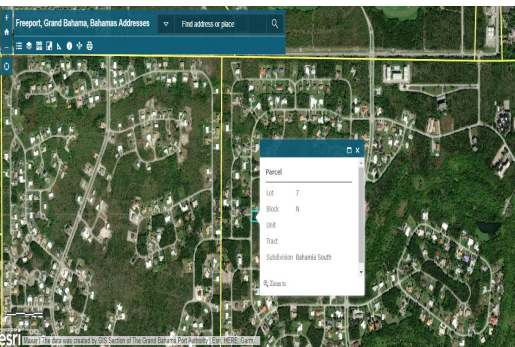 Freeport, Grand Bahama, Bahamas Addresses
Find address or place
Parcel
Lot 7
Block N
Unit
Tract
Subdivision Bahamia South
Zoom to
esri
Maxar | The data was created by GIS Section of The Grand Bahama Port Authority | Esri, HERE, Garm...